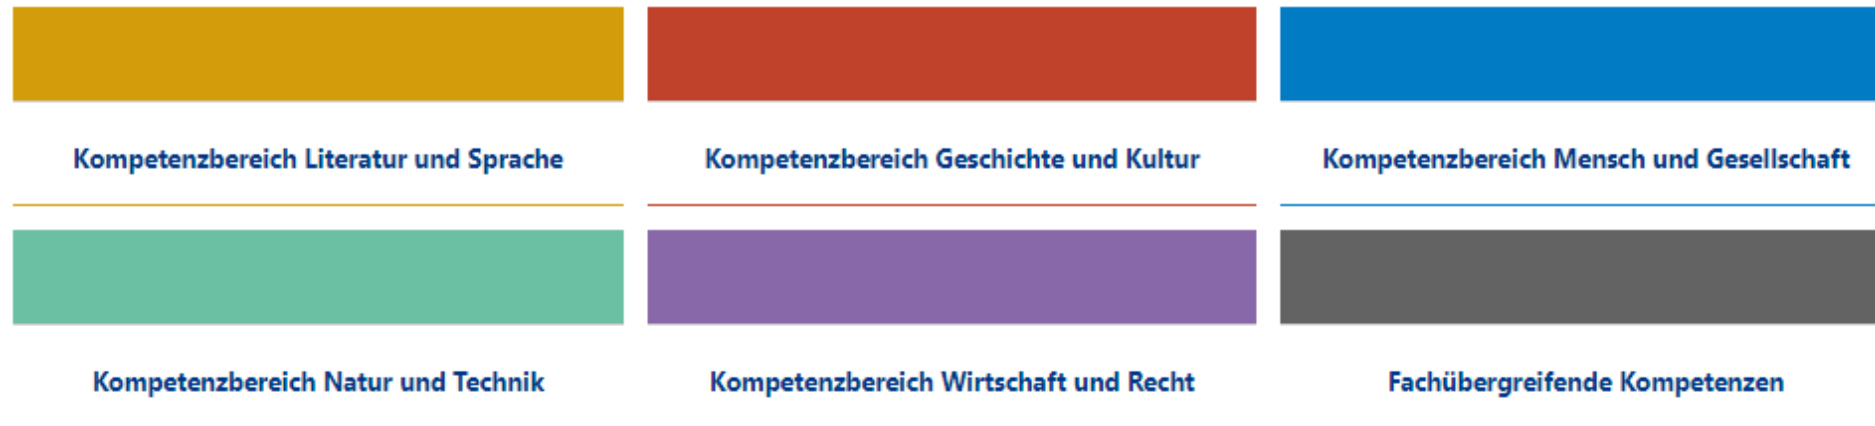 Kompetenzbereich Literatur und Sprache
Kompetenzbereich Geschichte und Kultur
Kompetenzbereich Mensch und Gesellschaft
Kompetenzbereich Natur und Technik
Kompetenzbereich Wirtschaft und Recht
Fachübergreifende Kompetenzen